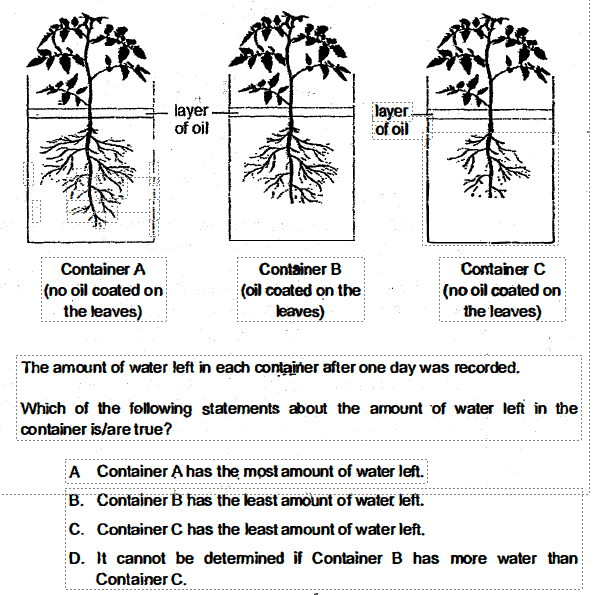 layer
of oil
layer
of oil
Container A
(no oil coated on
the leaves)
Container B
(oil coated on the
leaves)
Container C
(no oil coated on
the leaves)
The amount of water left in each container after one day was recorded.
Which of the following statements about the amount of water left in the
container is/are true?
A Container A has the most amount of water left.
B. Container B has the least amount of water left.
C. Container C has the least amount of water left.
D. It cannot be determined if Container B has more water than
Container C.